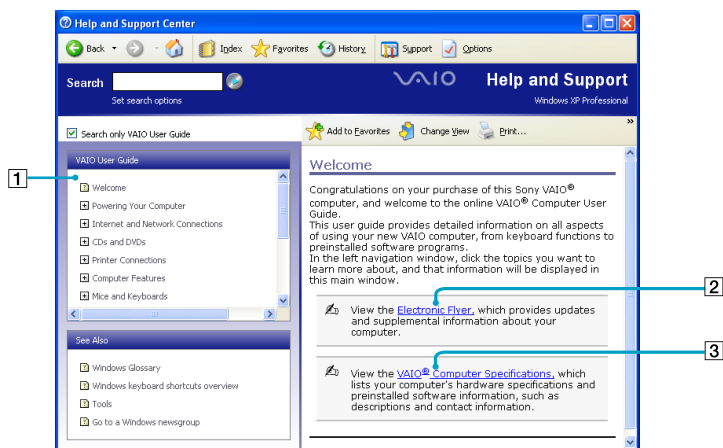 Help and Support Center
Back
Index
Favorites
History
Support
Options
Search
Set search options
VAIO
Help and Support
Windows XP Professional
Search only VAIO User Guide
Add to Favorites
Change View
Print...
»
VAIO User Guide
Welcome
Powering Your Computer
Internet and Network Connections
CDs and DVDs
Printer Connections
Computer Features
Mice and Keyboards
See Also
Windows Glossary
Windows keyboard shortcuts overview
Tools
Go to a Windows newsgroup
Welcome
Congratulations on your purchase of this Sony VAIO®
computer, and welcome to the online VAIO® Computer User
Guide.
This user guide provides detailed information on all aspects
of using your new VAIO computer, from keyboard functions to
preinstalled software programs.
In the left navigation window, click the topics you want to
learn more about, and that information will be displayed in
this main window.
View the Electronic Flyer, which provides updates
and supplemental information about your
computer.
View the VAIO® Computer Specifications, which
lists your computer's hardware specifications and
preinstalled software information, such as
descriptions and contact information.
1
2
3